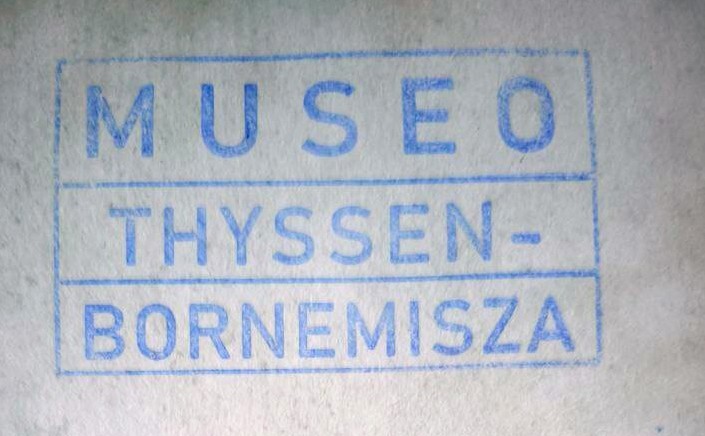 MUSEO
THYSSEN-
BORNEMISZA